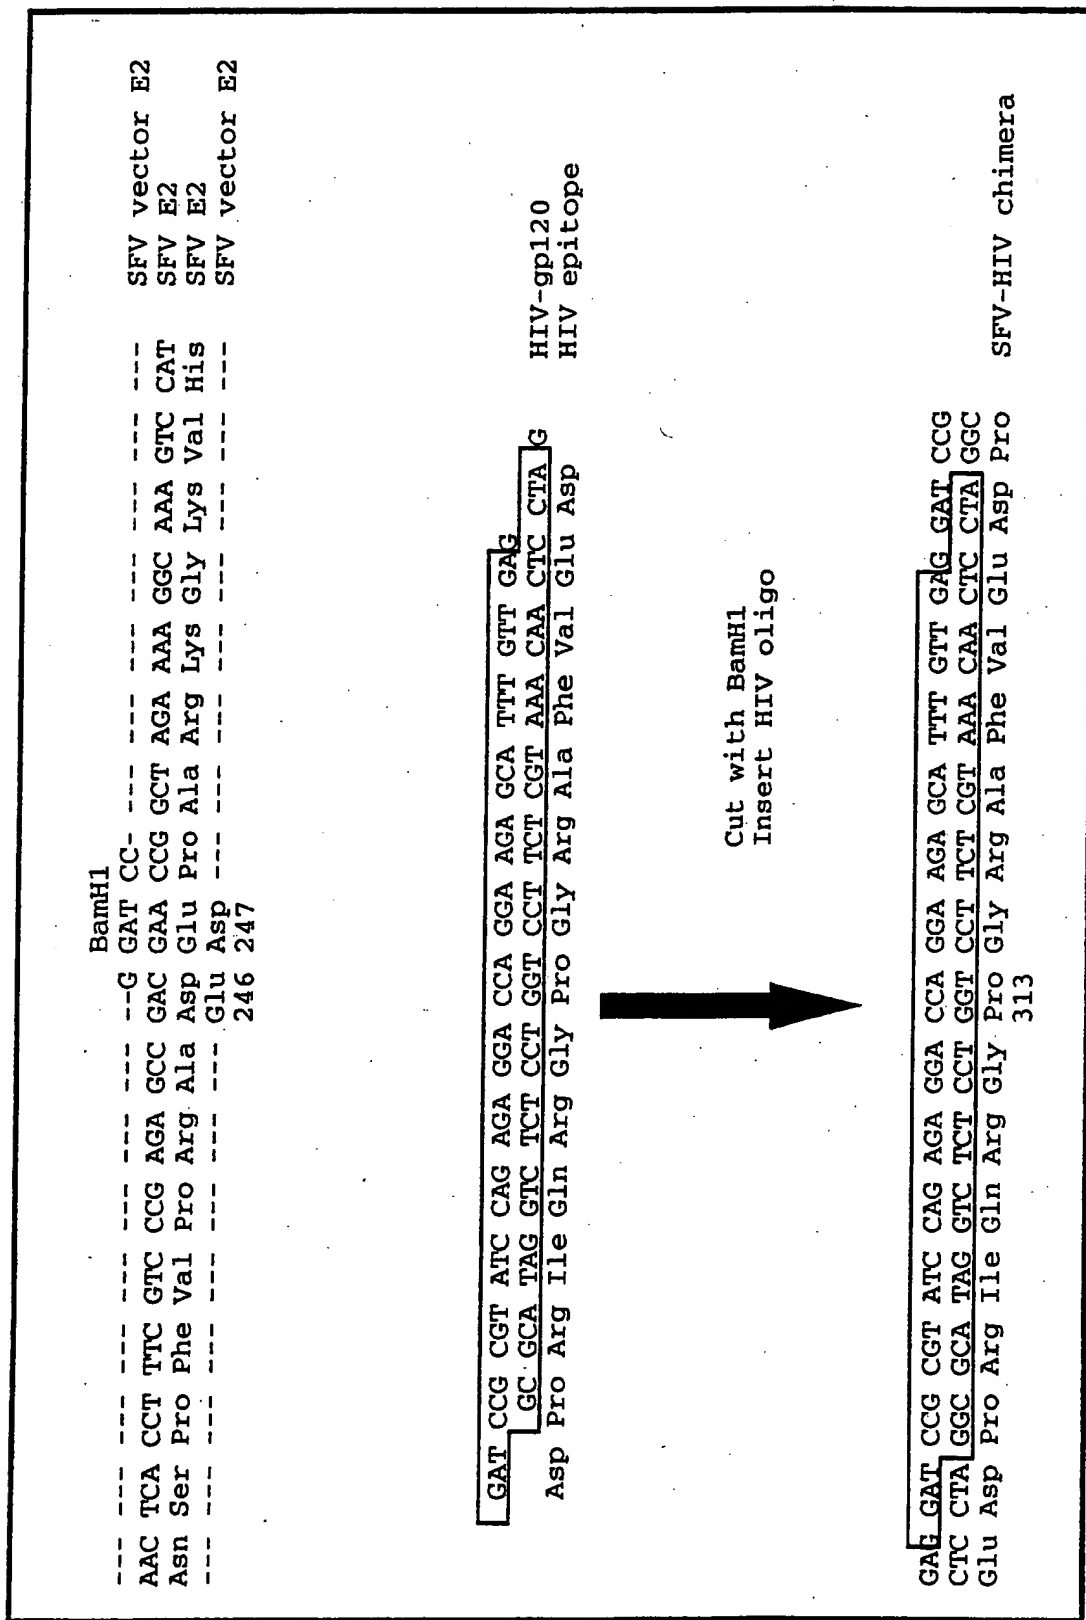 BamH1
--- --- --- --- --- --- --- --- --G GAT CC- --- --- --- --- --- --- --- --- SFV vector E2
AAC TCA CCT TTC GTC CCG AGA GCC GAC GAA CCG GCT AGA AAA GGC AAA GTC CAT SFV E2
Asn Ser Pro Phe Val Pro Arg Ala Asp Glu Pro Ala Arg Lys Gly Lys Val His SFV E2
--- --- --- --- --- --- --- --- Glu Asp --- --- --- --- --- --- --- --- SFV vector E2
246 247
GAT CCG CGT ATC CAG AGA GGA CCA GGA AGA GCA TTT GTT GAG
GC GCA TAG GTC TCT CCT GGT CCT TCT CGT AAA CAA CTC CTA G HIV-gp120
Asp Pro Arg Ile Gln Arg Gly Pro Gly Arg Ala Phe Val Glu Asp HIV epitope
Cut with BamH1
Insert HIV oligo
GAG GAT CCG CGT ATC CAG AGA GGA CCA GGA AGA GCA TTT GTT GAG GAT CCG
CTC CTA GGC GCA TAG GTC TCT CCT GGT CCT TCT CGT AAA CAA CTC CTA GGC
Glu Asp Pro Arg Ile Gln Arg Gly Pro Gly Arg Ala Phe Val Glu Asp Pro SFV-HIV chimera
313